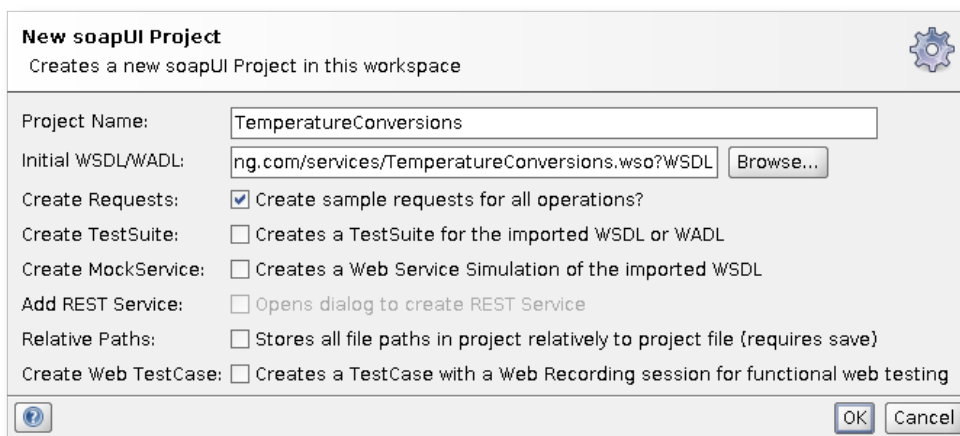 New soapUI Project
Creates a new soapUI Project in this workspace
Project Name: TemperatureConversions
Initial WSDL/WADL: ng.com/services/TemperatureConversions.wso?WSDL Browse...
Create Requests: Create sample requests for all operations?
Create TestSuite: Creates a TestSuite for the imported WSDL or WADL
Create MockService: Creates a Web Service Simulation of the imported WSDL
Add REST Service: Opens dialog to create REST Service
Relative Paths: Stores all file paths in project relatively to project file (requires save)
Create Web TestCase: Creates a TestCase with a Web Recording session for functional web testing
? OK Cancel